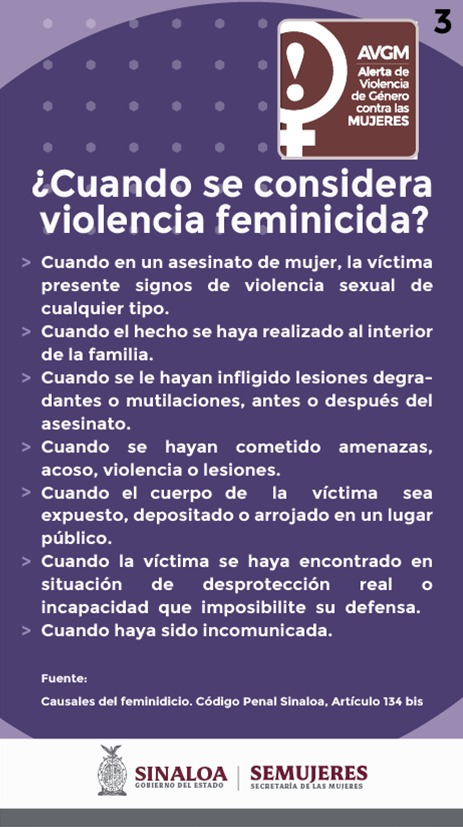 3
AVGM
Alerta de
Violencia
de Género
contra las
MUJERES
¿Cuando se considera
violencia feminicida?
> Cuando en un asesinato de mujer, la víctima
presente signos de violencia sexual de
cualquier tipo.
> Cuando el hecho se haya realizado al interior
de la familia.
> Cuando se le hayan infligido lesiones degra-
dantes o mutilaciones, antes o después del
asesinato.
> Cuando se hayan cometido amenazas,
acoso, violencia o lesiones.
> Cuando el cuerpo de la víctima sea
expuesto, depositado o arrojado en un lugar
público.
> Cuando la víctima se haya encontrado en
situación de desprotección real o
incapacidad que imposibilite su defensa.
> Cuando haya sido incomunicada.
Fuente:
Causales del feminidicio. Código Penal Sinaloa, Artículo 134 bis
SINALOA
GOBIERNO DEL ESTADO
SEMUJERES
SECRETARÍA DE LAS MUJERES